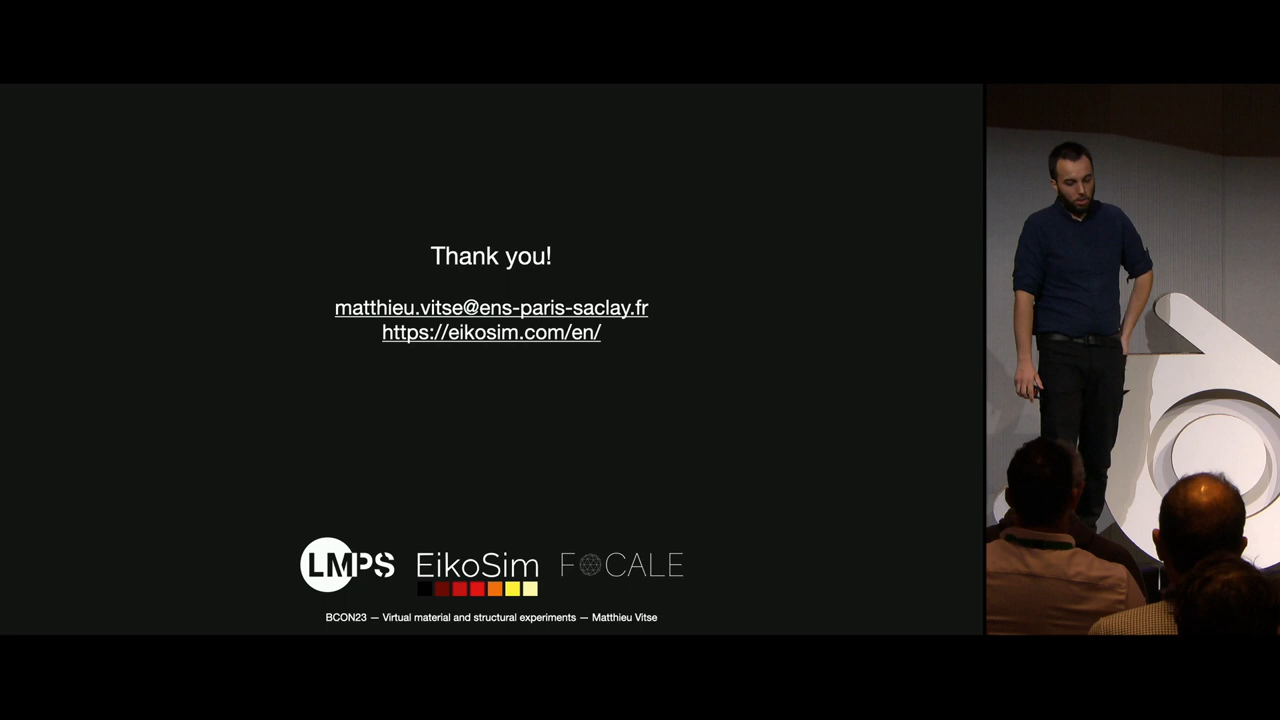 Thank you!
matthieu.vitse@ens-paris-saclay.fr
https://eikosim.com/en/
LMPS
EikoSim
FOCALE
BCON23 — Virtual material and structural experiments — Matthieu Vitse